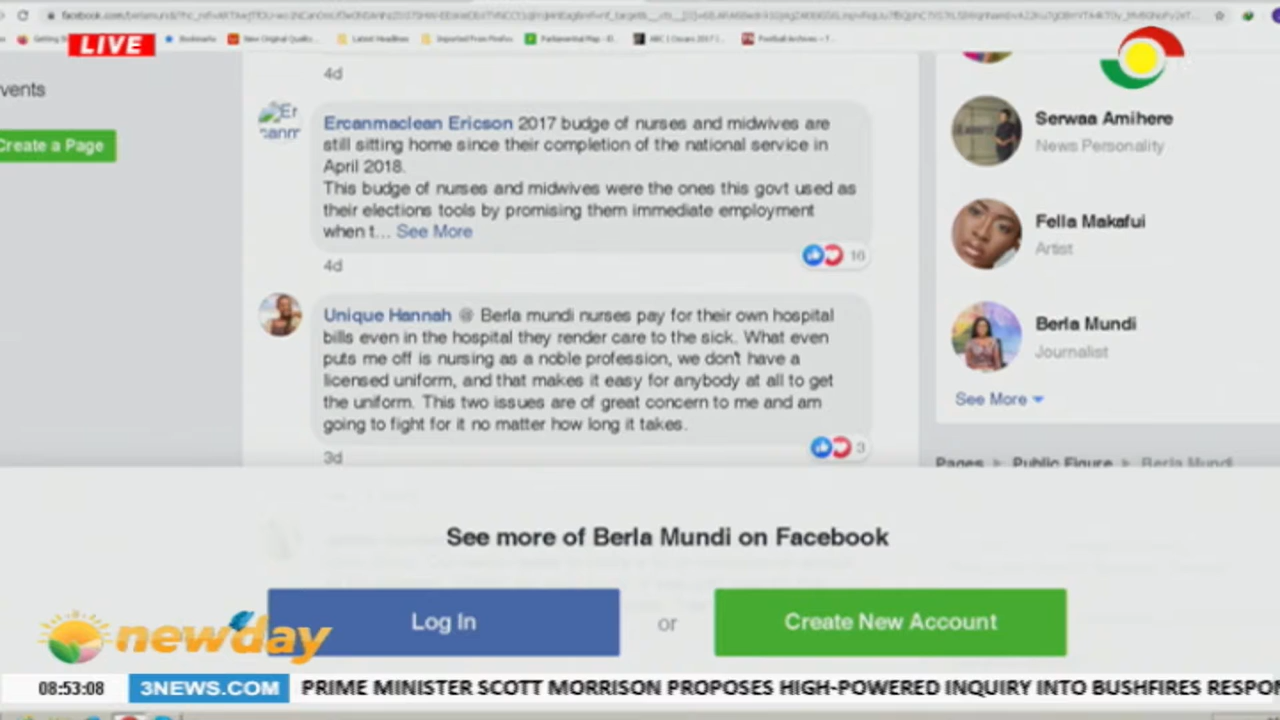 LIVE
Bookmarks
Latest Headlines
Imported From Firefox
vents
Create a Page
4d
Ercanmaclean Ericson 2017 budge of nurses and midwives are
still sitting home since their completion of the national service in
April 2018.
This budge of nurses and midwives were the ones this govt used as
their elections tools by promising them immediate employment
when t... See More
16
4d
Unique Hannah @ Berla mundi nurses pay for their own hospital
bills even in the hospital they render care to the sick. What even
puts me off is nursing as a noble profession, we don't have a
licensed uniform, and that makes it easy for anybody at all to get
the uniform. This two issues are of great concern to me and am
going to fight for it no matter how long it takes.
3
3d
Serwaa Amihere
News Personality
Fella Makafui
Artist
Berla Mundi
Journalist
See More
Pages Public Figure Berla Mundi
See more of Berla Mundi on Facebook
Log In
or
Create New Account
newday
08:53:08
3NEWS.COM
PRIME MINISTER SCOTT MORRISON PROPOSES HIGH-POWERED INQUIRY INTO BUSHFIRES RESPON